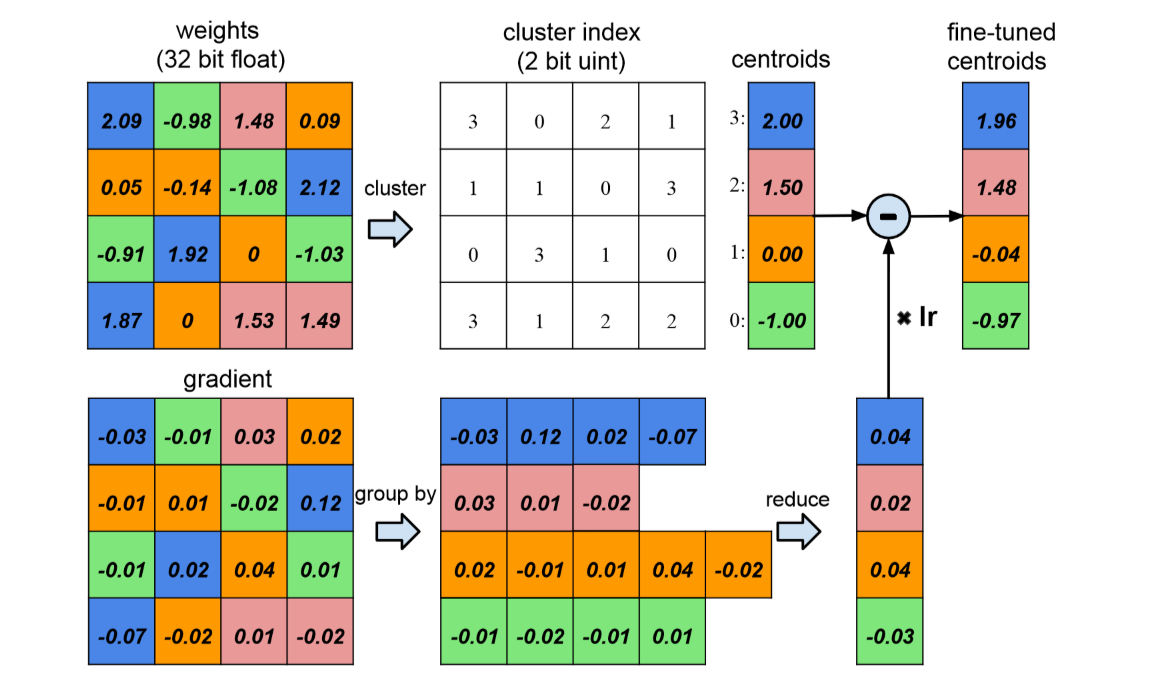 weights
(32 bit float)
cluster index
(2 bit uint)
centroids
fine-tuned
centroids
2.09 -0.98 1.48 0.09
3 0 2 1
3: 2.00
1.96
0.05 -0.14 -1.08 2.12
cluster
1 1 0 3
2: 1.50
1.48
-0.91 1.92 0 -1.03
0 3 1 0
1: 0.00
-0.04
1.87 0 1.53 1.49
3 1 2 2
0: -1.00
× lr
-0.97
gradient
-0.03 -0.01 0.03 0.02
-0.03 0.12 0.02 -0.07
0.04
-0.01 0.01 -0.02 0.12
group by
0.03 0.01 -0.02
reduce
0.02
-0.01 0.02 0.04 0.01
0.02 -0.01 0.01 0.04 -0.02
0.04
-0.07 -0.02 0.01 -0.02
-0.01 -0.02 -0.01 0.01
-0.03